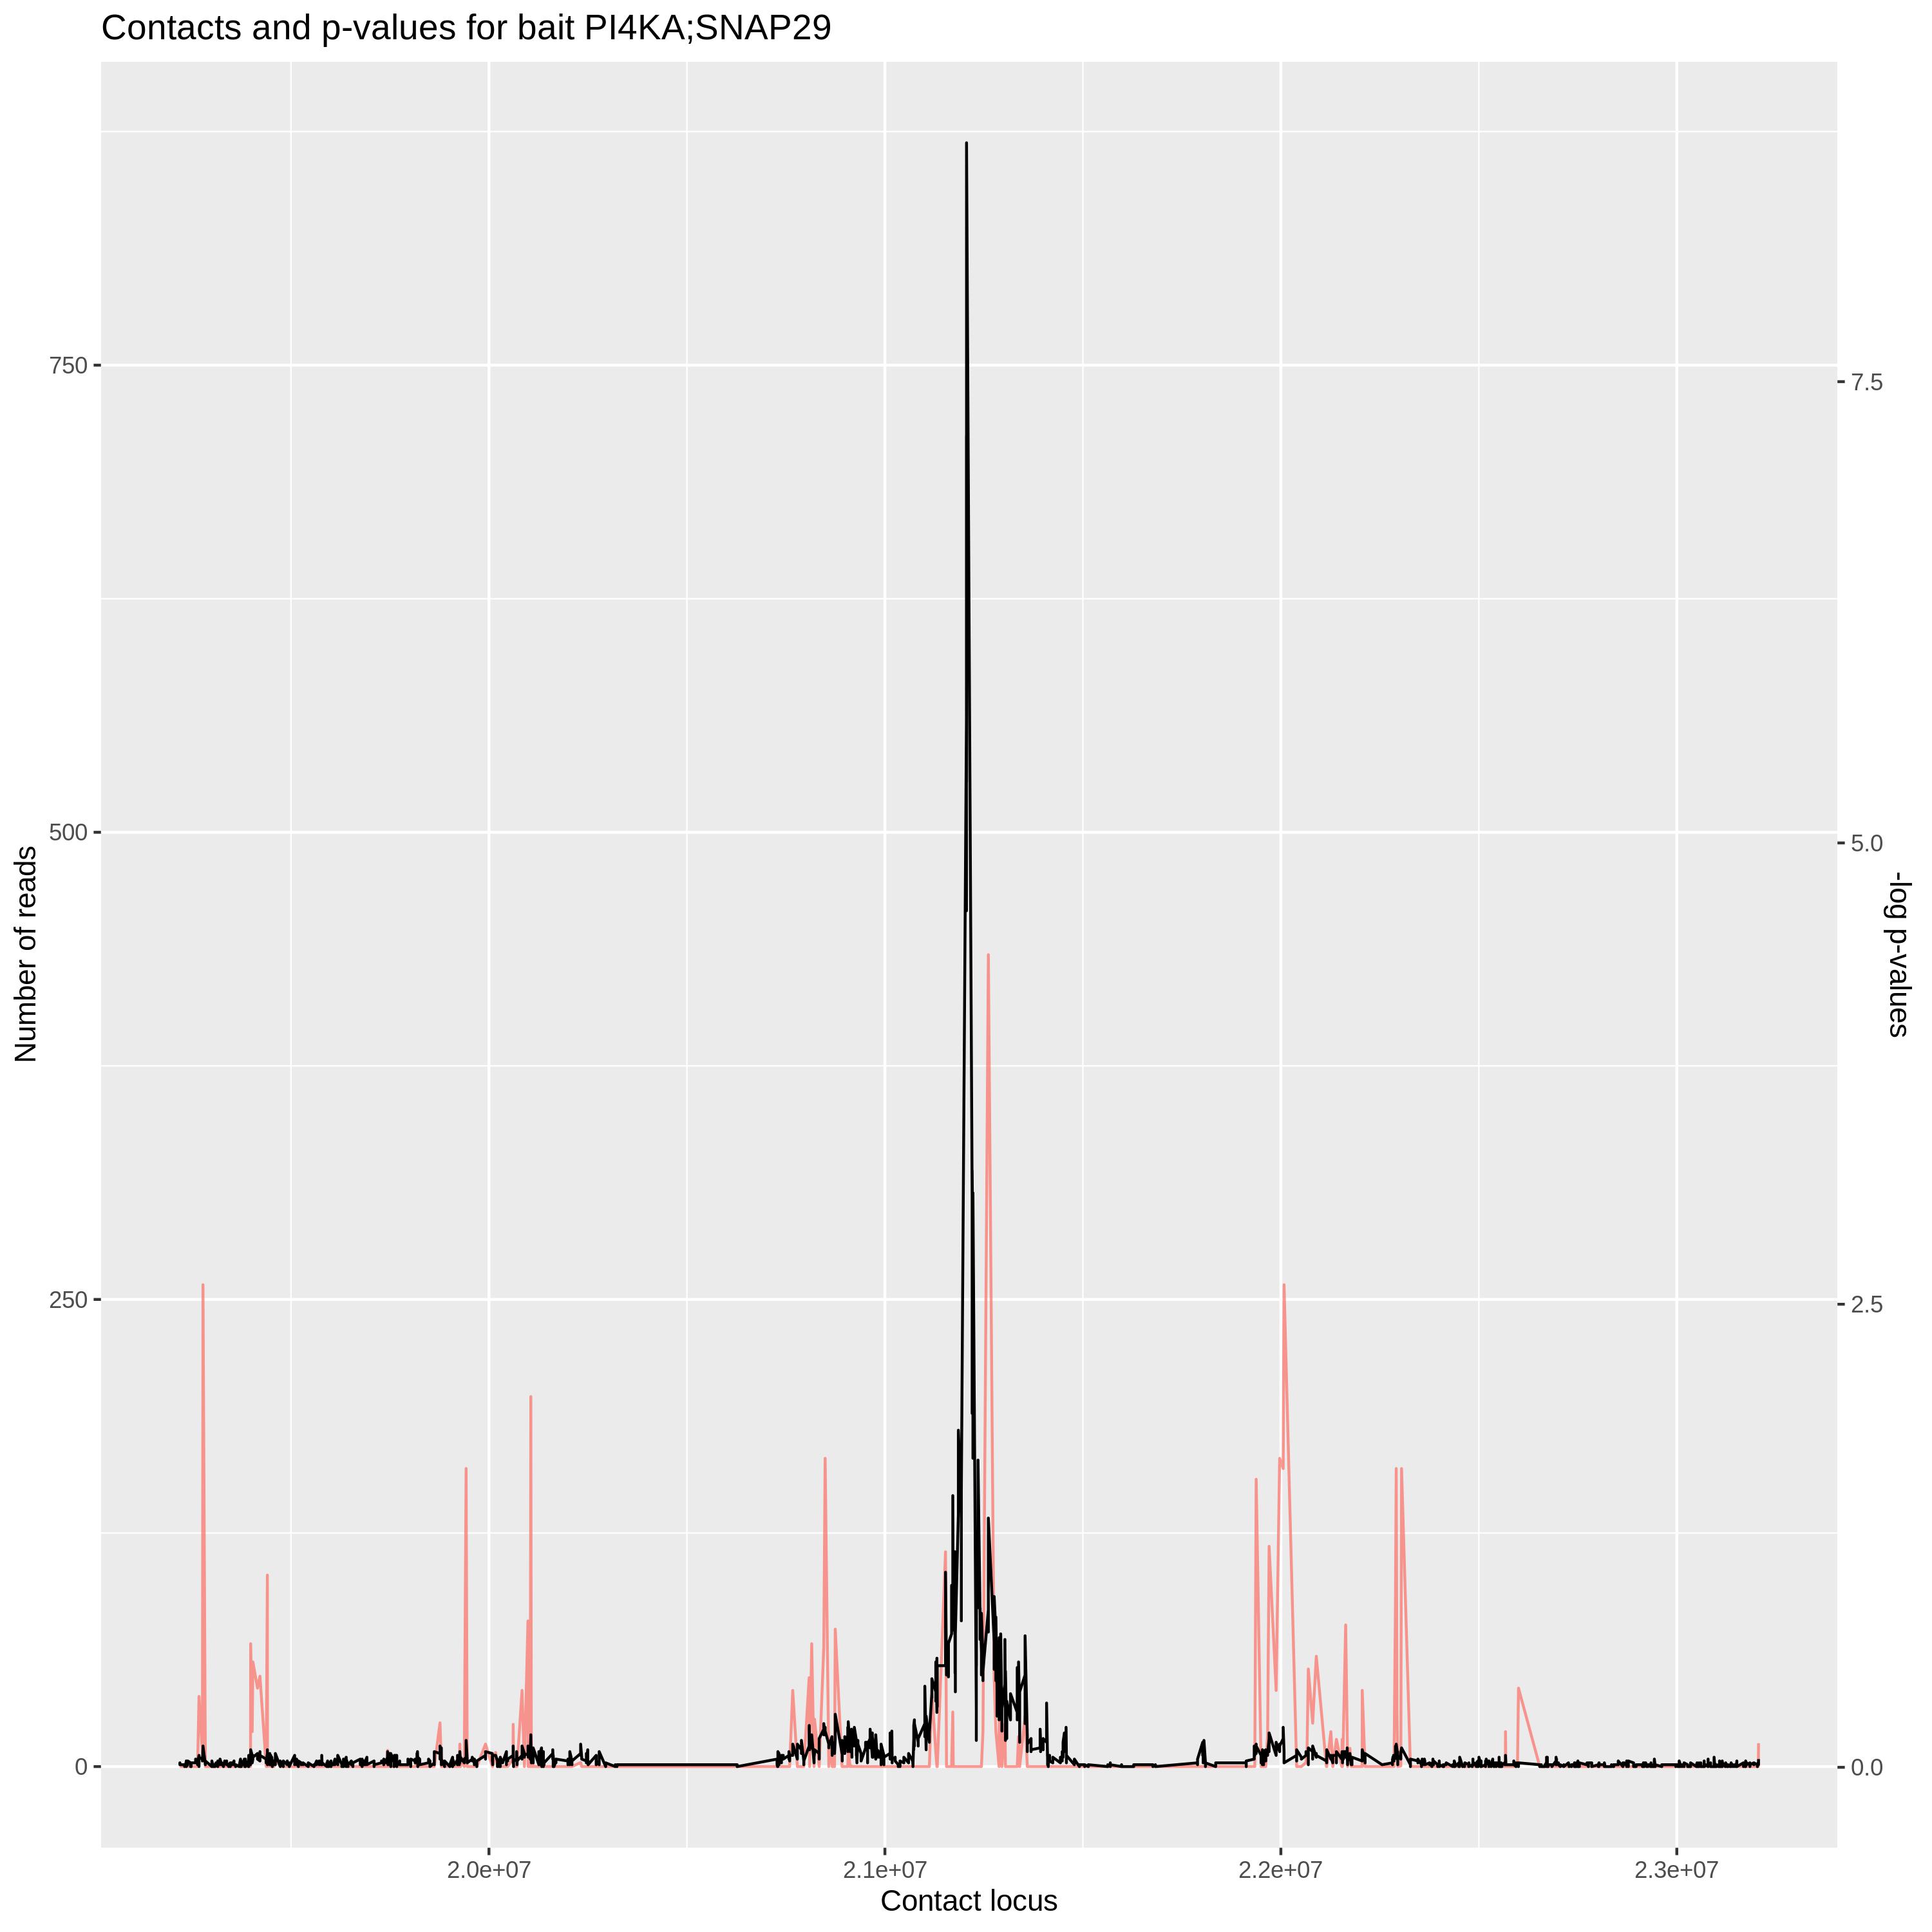 Contacts and p-values for bait PI4KA;SNAP29
750
500
250
0
7.5
5.0
2.5
0.0
Number of reads
-log p-values
2.0e+07 2.1e+07 2.2e+07 2.3e+07
Contact locus